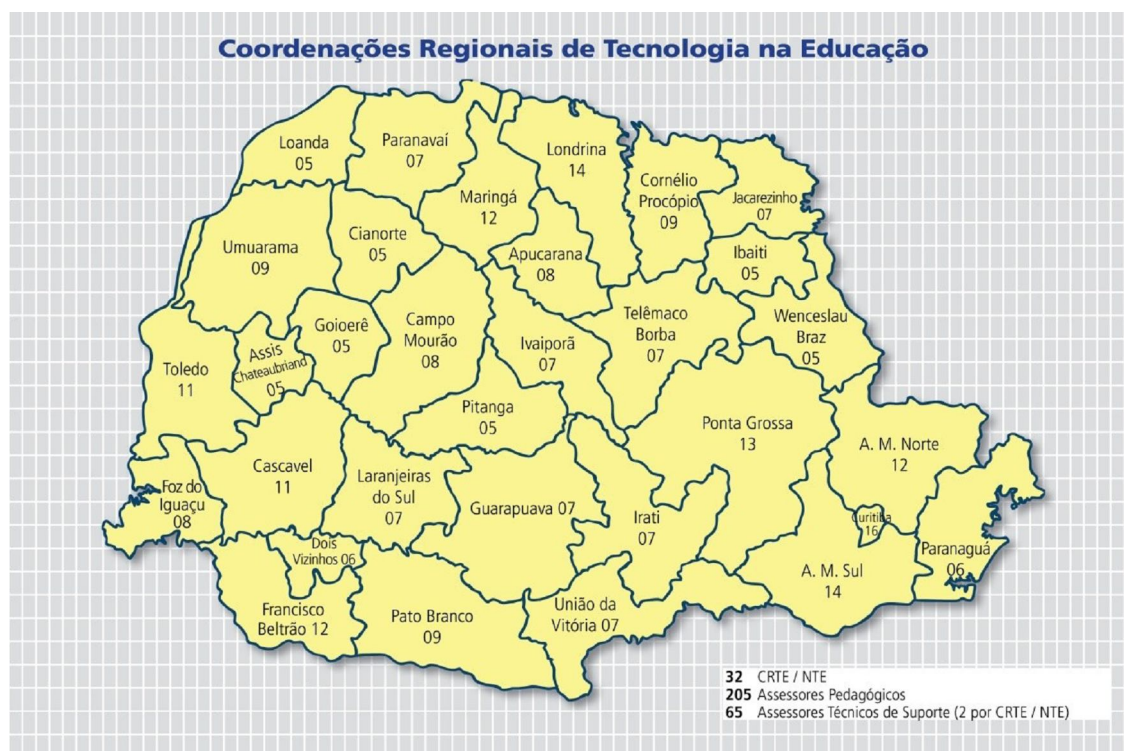 Coordenações Regionais de Tecnologia na Educação
Loanda
05
Paranavaí
07
Londrina
14
Maringá
12
Cornélio
Procópio
09
Jacarezinho
07
Umuarama
09
Cianorte
05
Apucarana
08
Ibaiti
05
Toledo
11
Assis
Chateaubriand
05
Goioerê
05
Campo
Mourão
08
Ivaiporã
07
Telêmaco
Borba
07
Wenceslau
Braz
05
Pitanga
05
Ponta Grossa
13
A. M. Norte
12
Foz do
Iguaçu
08
Cascavel
11
Laranjeiras
do Sul
07
Guarapuava 07
Irati
07
Curitiba
16
Paranaguá
06
Dois
Vizinhos 06
A. M. Sul
14
Francisco
Beltrão 12
Pato Branco
09
União da
Vitória 07
32 CRTE / NTE
205 Assessores Pedagógicos
65 Assessores Técnicos de Suporte (2 por CRTE / NTE)